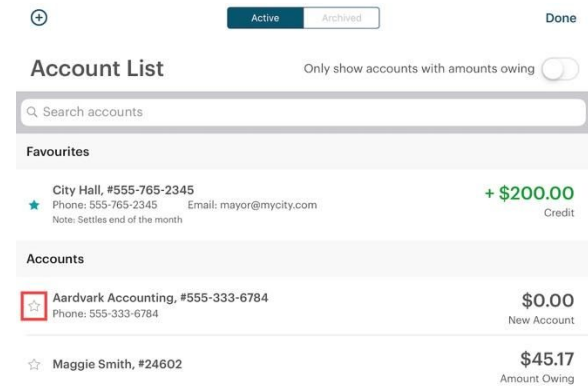 Active Archived Done
Account List Only show accounts with amounts owing
Search accounts
Favourites
City Hall, #555-765-2345
Phone: 555-765-2345 Email: mayor@mycity.com
Note: Settles end of the month
+ $200.00
Credit
Accounts
Aardvark Accounting, #555-333-6784
Phone: 555-333-6784
$0.00
New Account
Maggie Smith, #24602
$45.17
Amount Owing